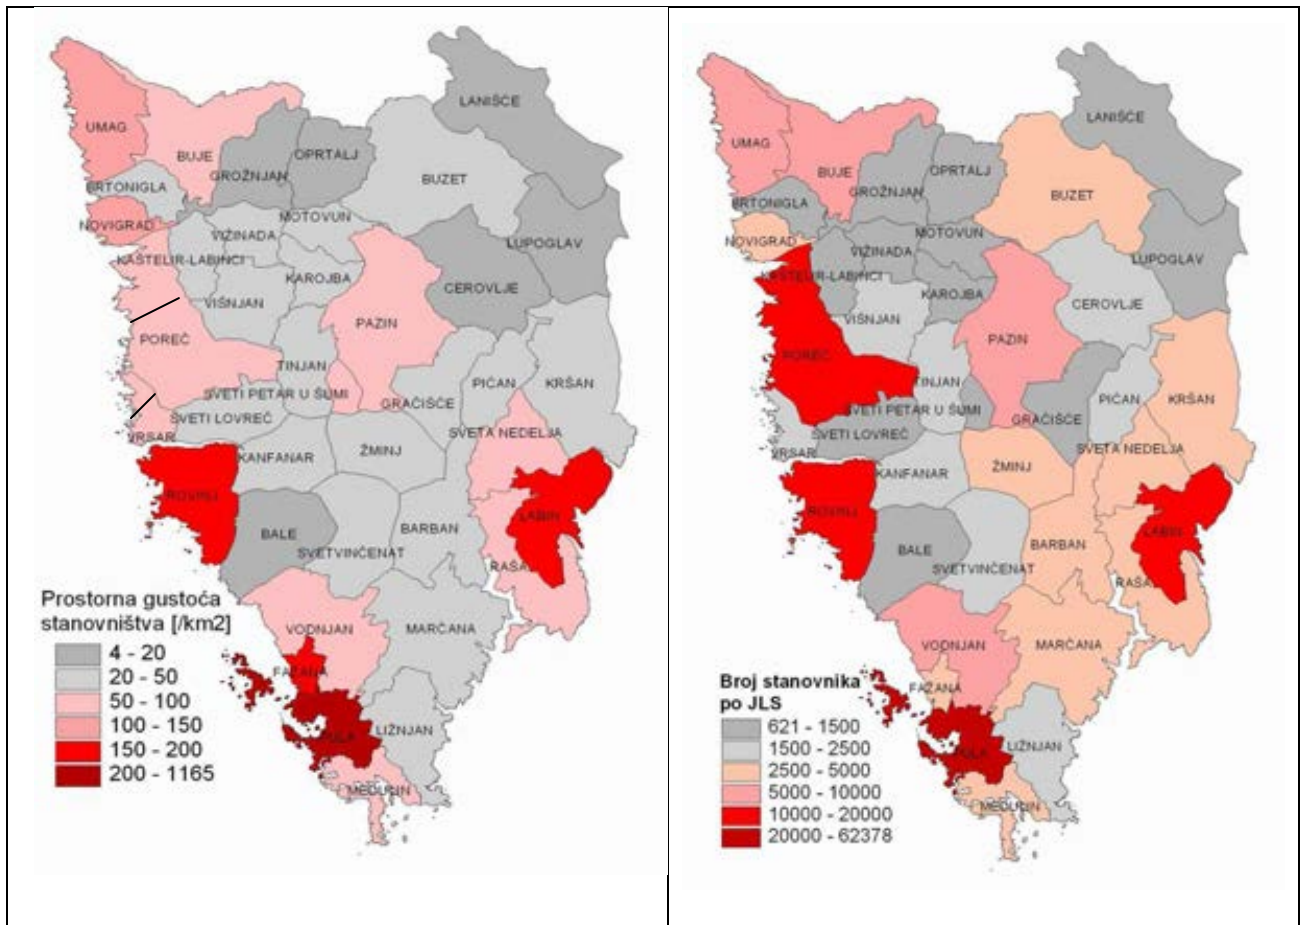 LANIŠĆE
UMAG
BUJE
OPRTALJ
GROŽNJAN
BUZET
BRTONIGLA
NOVIGRAD
MOTOVUN
VIŽINADA
LUPOGLAV
KAŠTELIR-LABINCI
KAROJBA
CEROVLJE
VIŠNJAN
PAZIN
POREČ
TINJAN
PIĆAN
KRŠAN
SVETI PETAR U ŠUMI
GRAČIŠĆE
SVETI LOVREČ
VRSAR
SVETA NEDELJA
KANFANAR
ŽMINJ
ROVINJ
LABIN
BALE
BARBAN
SVETVINČENAT
RAŠA
Prostorna gustoća
stanovništva [/km2]
4 - 20
20 - 50
50 - 100
100 - 150
150 - 200
200 - 1165
VODNJAN
MARČANA
FAŽANA
PULA
LIŽNJAN
MEDULIN
LANIŠĆE
UMAG
BUJE
OPRTALJ
GROŽNJAN
BUZET
BRTONIGLA
NOVIGRAD
MOTOVUN
VIŽINADA
LUPOGLAV
KAŠTELIR-LABINCI
KAROJBA
CEROVLJE
VIŠNJAN
PAZIN
POREČ
TINJAN
PIĆAN
KRŠAN
SVETI PETAR U ŠUMI
GRAČIŠĆE
SVETI LOVREČ
VRSAR
SVETA NEDELJA
KANFANAR
ŽMINJ
ROVINJ
LABIN
BALE
BARBAN
SVETVINČENAT
RAŠA
VODNJAN
MARČANA
FAŽANA
PULA
LIŽNJAN
MEDULIN
Broj stanovnika
po JLS
621 - 1500
1500 - 2500
2500 - 5000
5000 - 10000
10000 - 20000
20000 - 62378